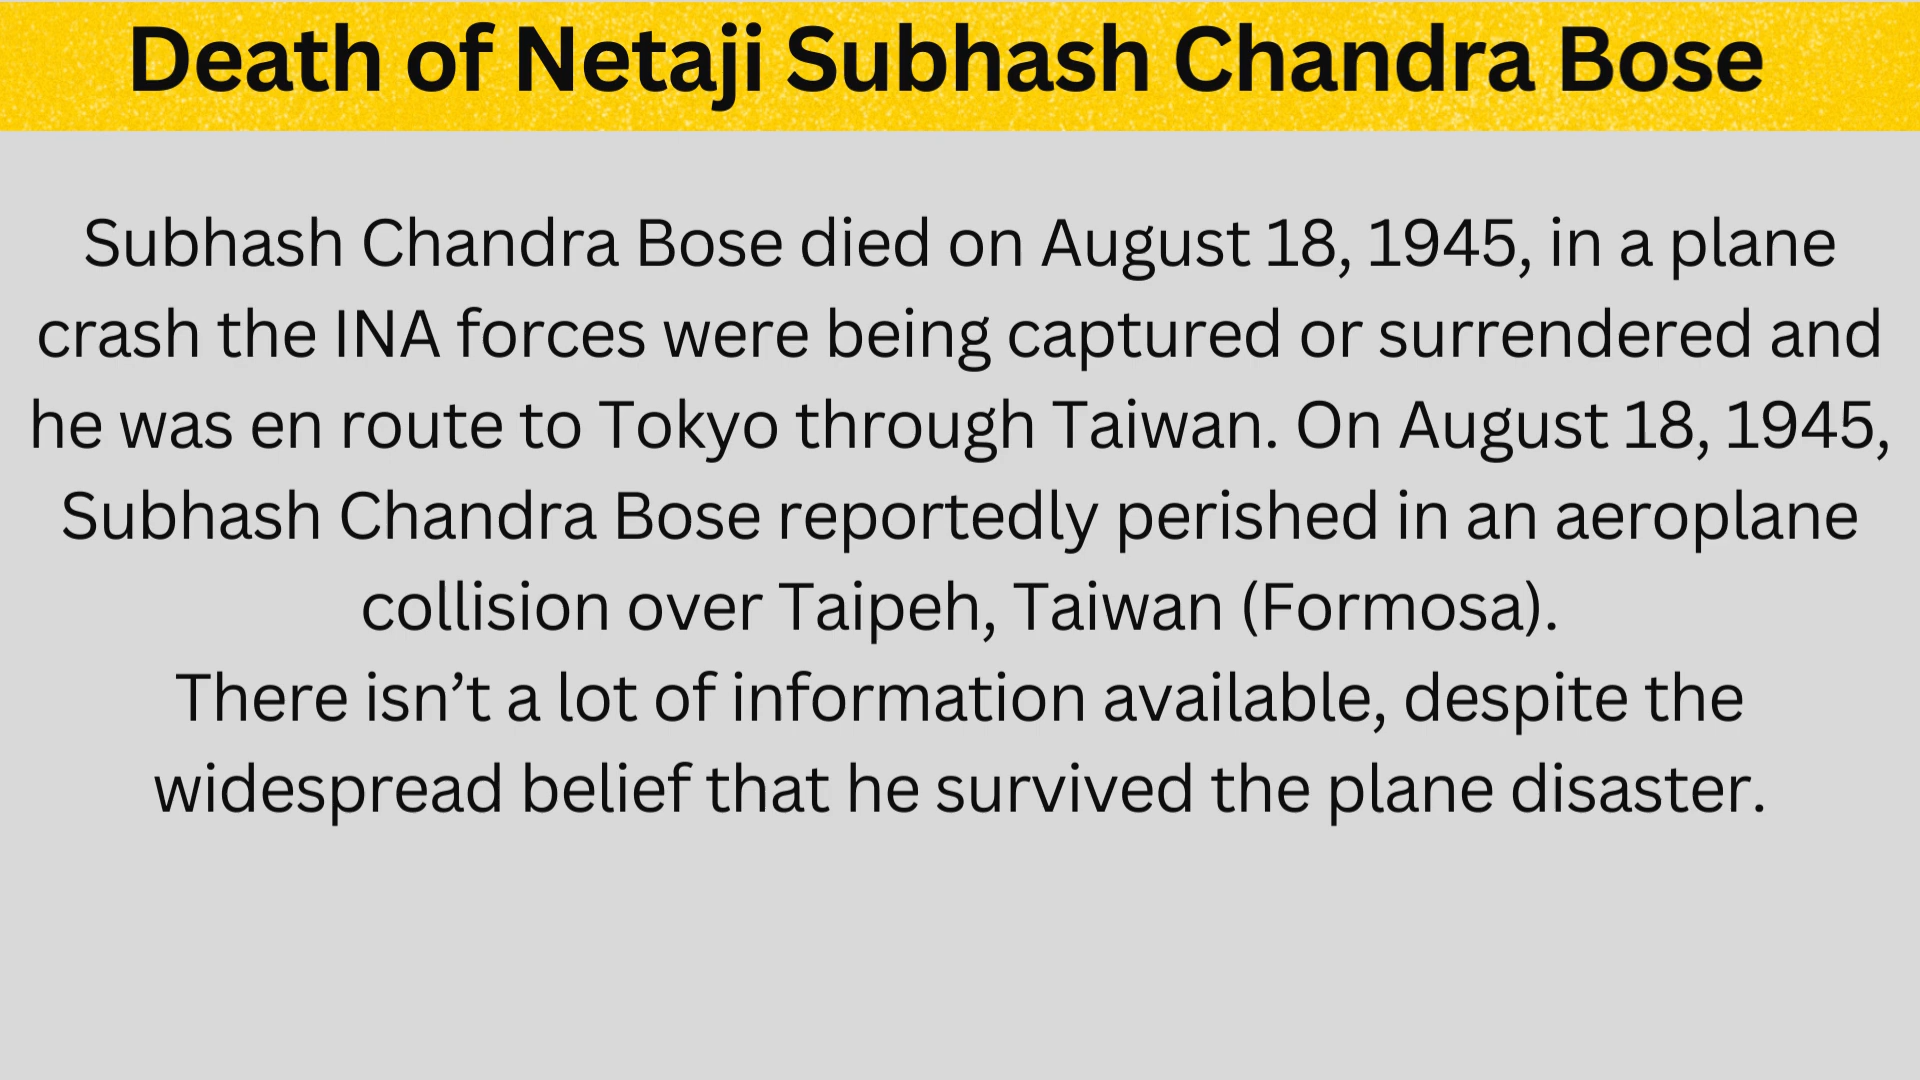 Death of Netaji Subhash Chandra Bose
Subhash Chandra Bose died on August 18, 1945, in a plane
crash the INA forces were being captured or surrendered and
he was en route to Tokyo through Taiwan. On August 18, 1945,
Subhash Chandra Bose reportedly perished in an aeroplane
collision over Taipeh, Taiwan (Formosa).
There isn’t a lot of information available, despite the
widespread belief that he survived the plane disaster.